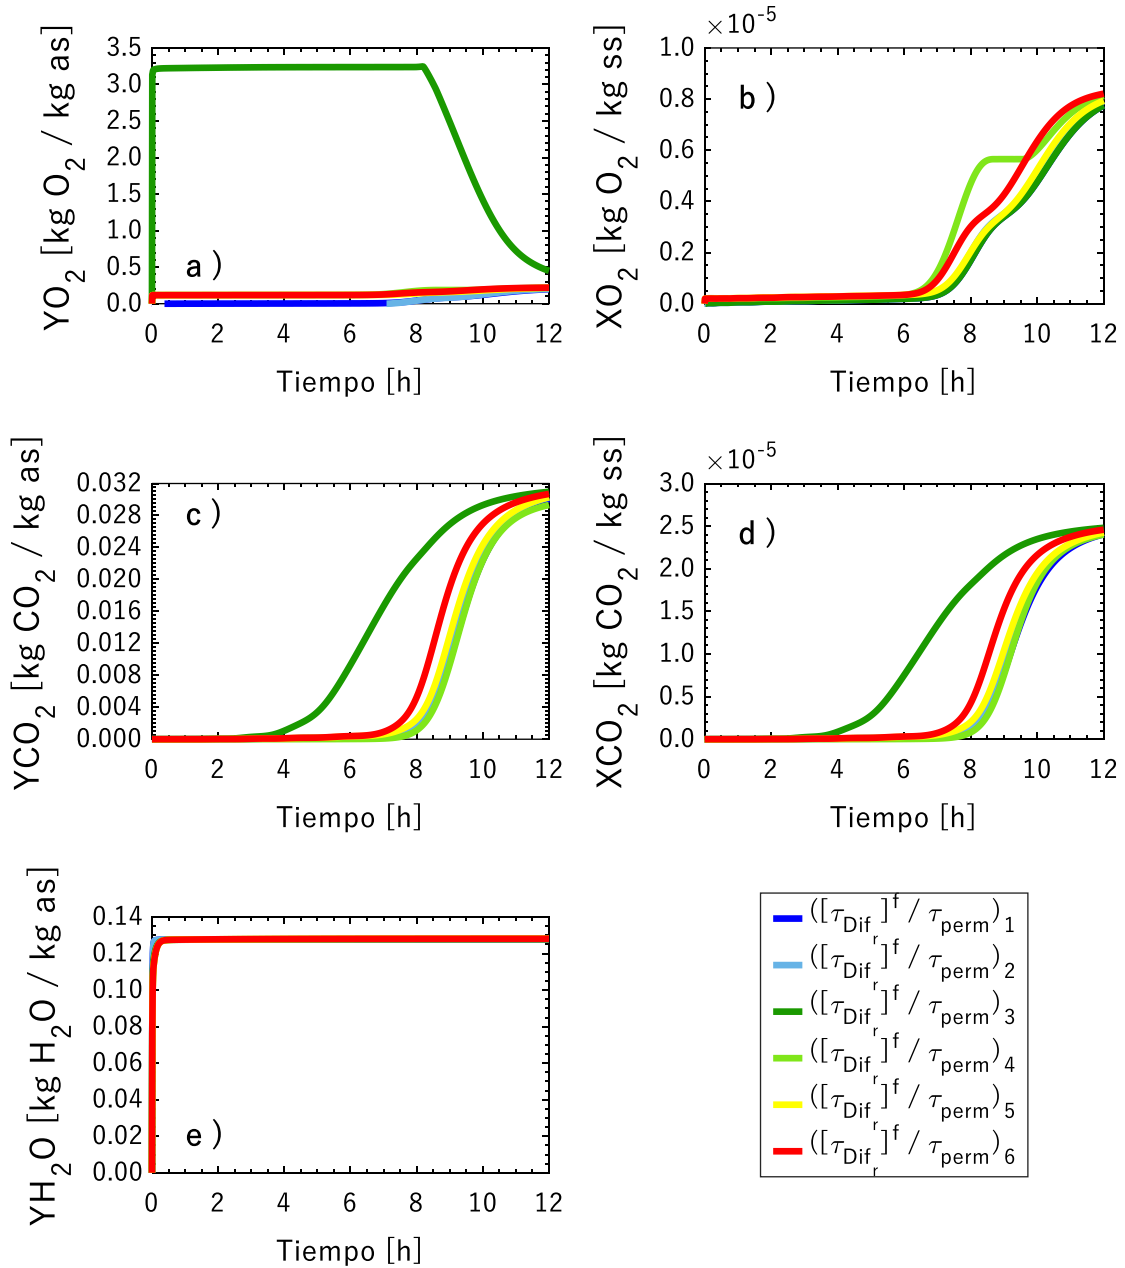 a)
YO2 [kg O2 / kg as]
3.5
3.0
2.5
2.0
1.5
1.0
0.5
0.0
0 2 4 6 8 10 12
Tiempo [h]
×10-5
b)
XO2 [kg O2 / kg ss]
1.0
0.8
0.6
0.4
0.2
0.0
0 2 4 6 8 10 12
Tiempo [h]
c)
YCO2 [kg CO2 / kg as]
0.032
0.028
0.024
0.020
0.016
0.012
0.008
0.004
0.000
0 2 4 6 8 10 12
Tiempo [h]
×10-5
d)
XCO2 [kg CO2 / kg ss]
3.0
2.5
2.0
1.5
1.0
0.5
0.0
0 2 4 6 8 10 12
Tiempo [h]
e)
YH2O [kg H2O / kg as]
0.14
0.12
0.10
0.08
0.06
0.04
0.02
0.00
0 2 4 6 8 10 12
Tiempo [h]
([τDifr]f / τperm)1
([τDifr]f / τperm)2
([τDifr]f / τperm)3
([τDifr]f / τperm)4
([τDifr]f / τperm)5
([τDifr]f / τperm)6